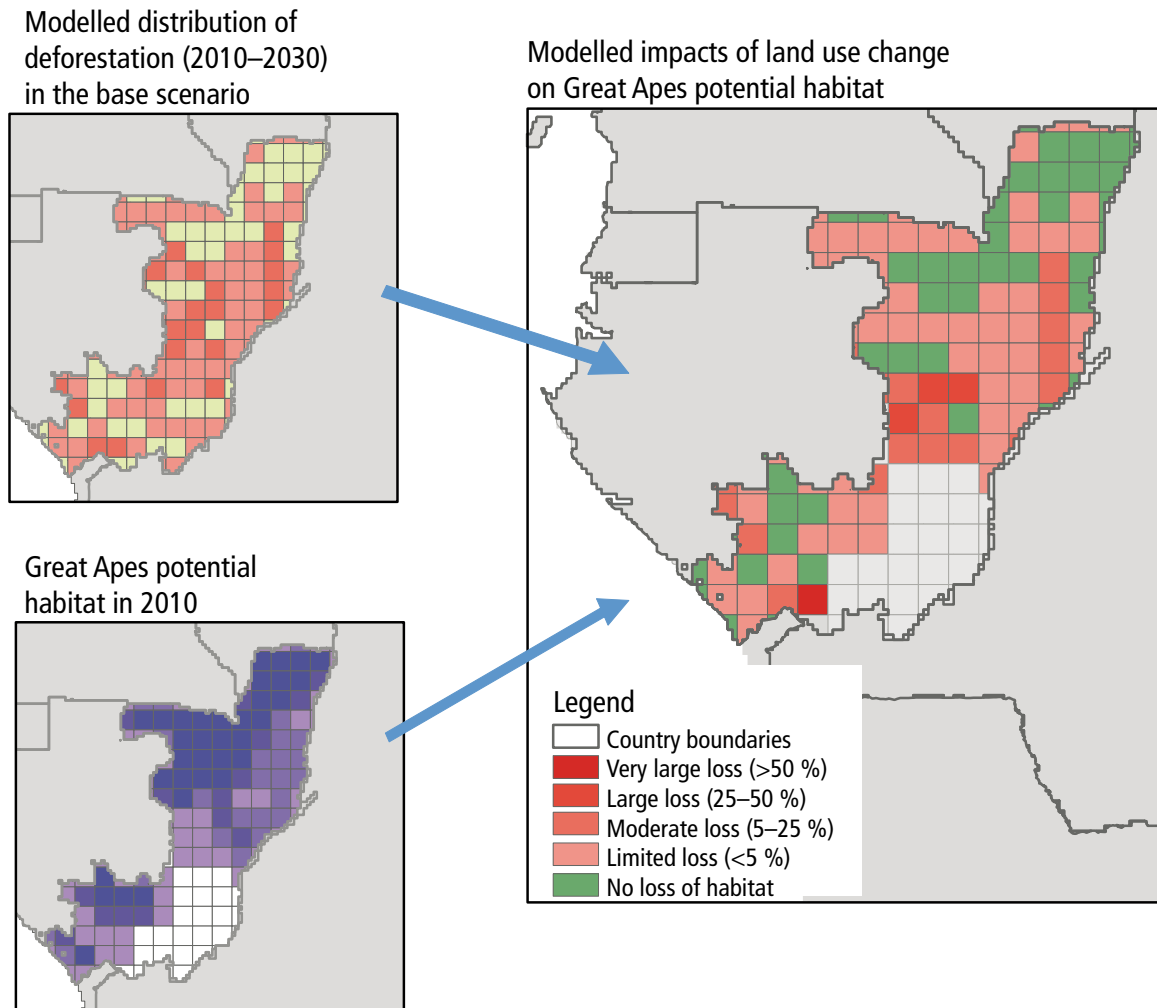 Modelled distribution of
deforestation (2010–2030)
in the base scenario
Modelled impacts of land use change
on Great Apes potential habitat
Great Apes potential
habitat in 2010
Legend
Country boundaries
Very large loss (>50 %)
Large loss (25–50 %)
Moderate loss (5–25 %)
Limited loss (<5 %)
No loss of habitat